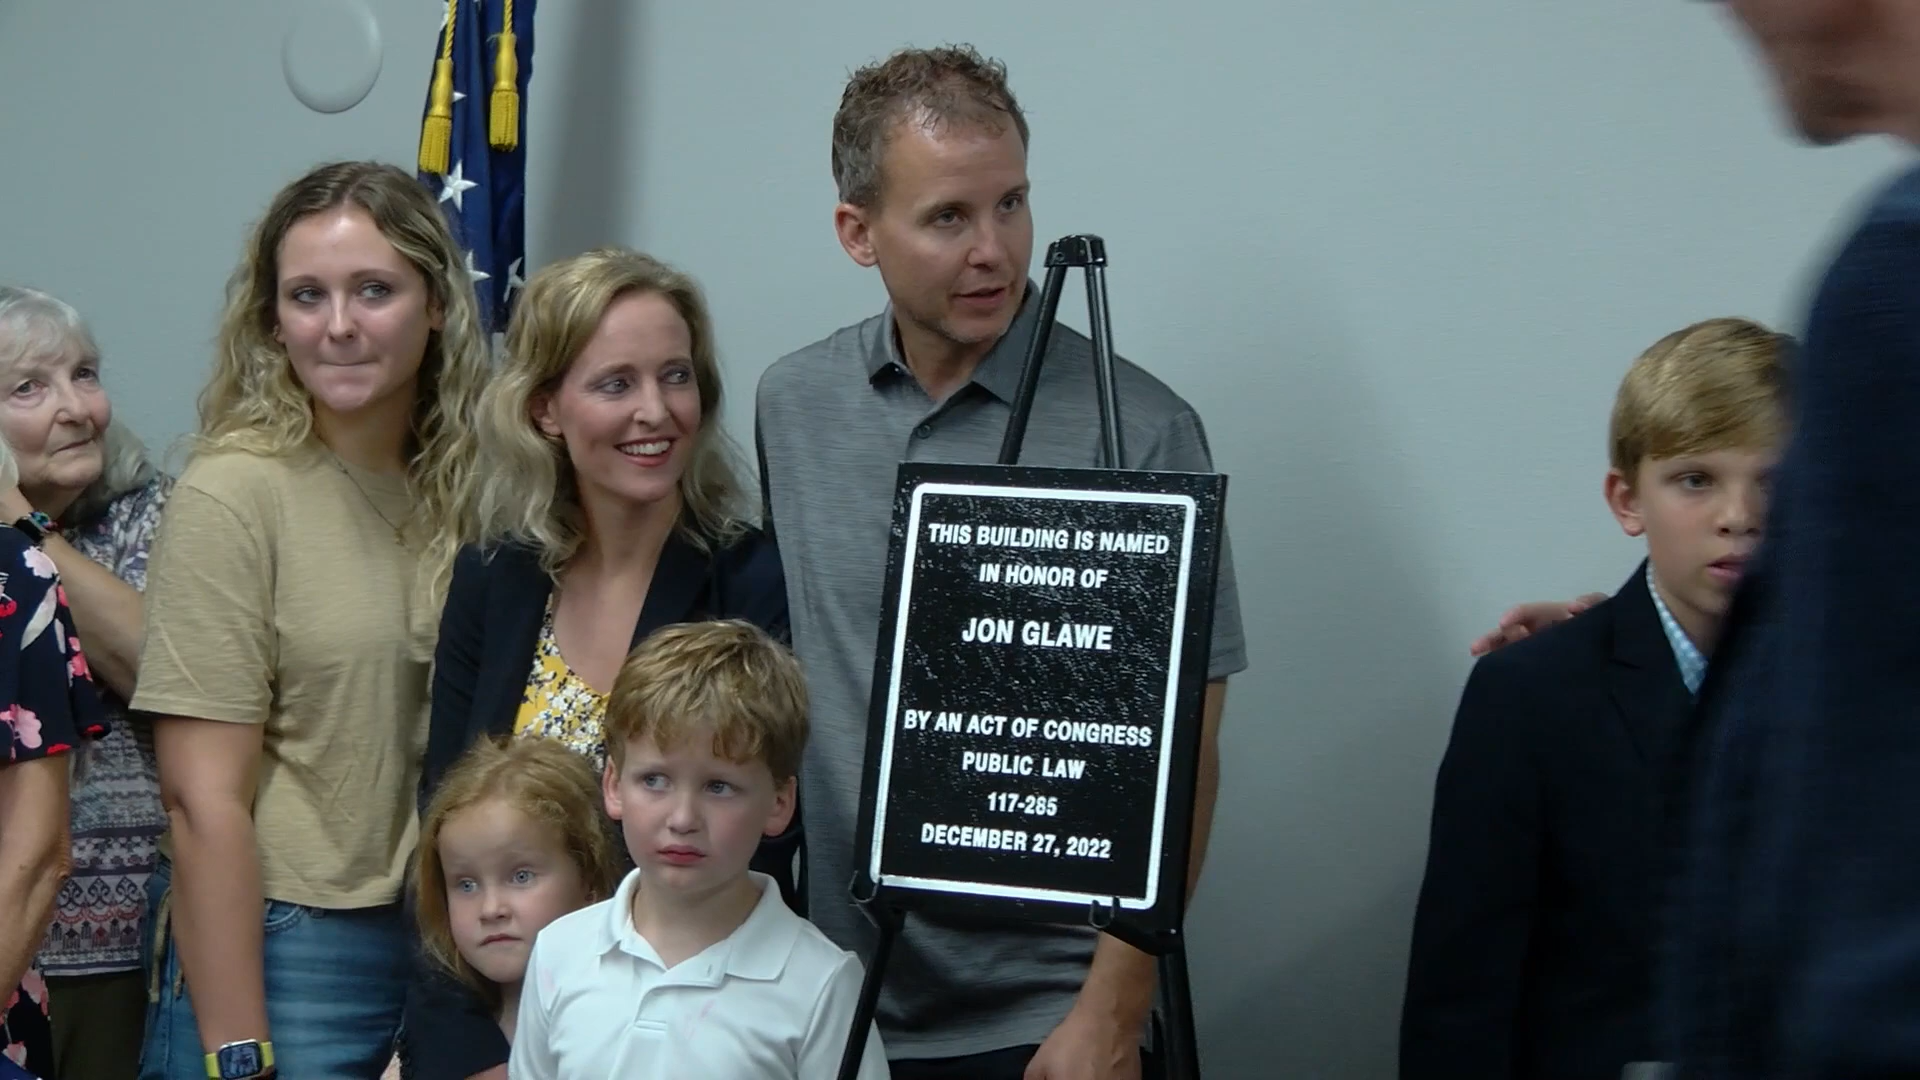 THIS BUILDING IS NAMED
IN HONOR OF
JON GLAWE
BY AN ACT OF CONGRESS
PUBLIC LAW
117-285
DECEMBER 27, 2022